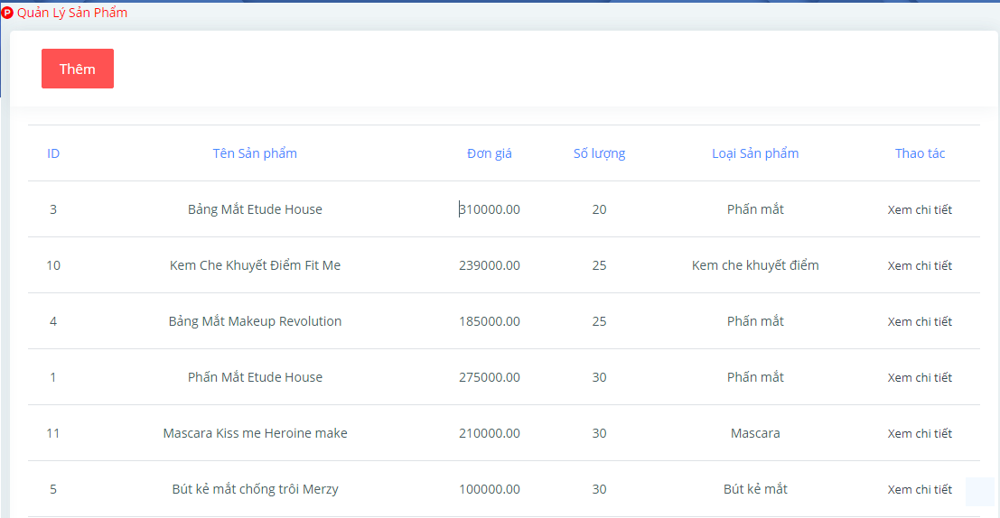 P Quản Lý Sản Phẩm
Thêm
ID Tên Sản phẩm Đơn giá Số lượng Loại Sản phẩm Thao tác
3 Bảng Mắt Etude House 310000.00 20 Phấn mắt Xem chi tiết
10 Kem Che Khuyết Điểm Fit Me 239000.00 25 Kem che khuyết điểm Xem chi tiết
4 Bảng Mắt Makeup Revolution 185000.00 25 Phấn mắt Xem chi tiết
1 Phấn Mắt Etude House 275000.00 30 Phấn mắt Xem chi tiết
11 Mascara Kiss me Heroine make 210000.00 30 Mascara Xem chi tiết
5 Bút kẻ mắt chống trôi Merzy 100000.00 30 Bút kẻ mắt Xem chi tiết